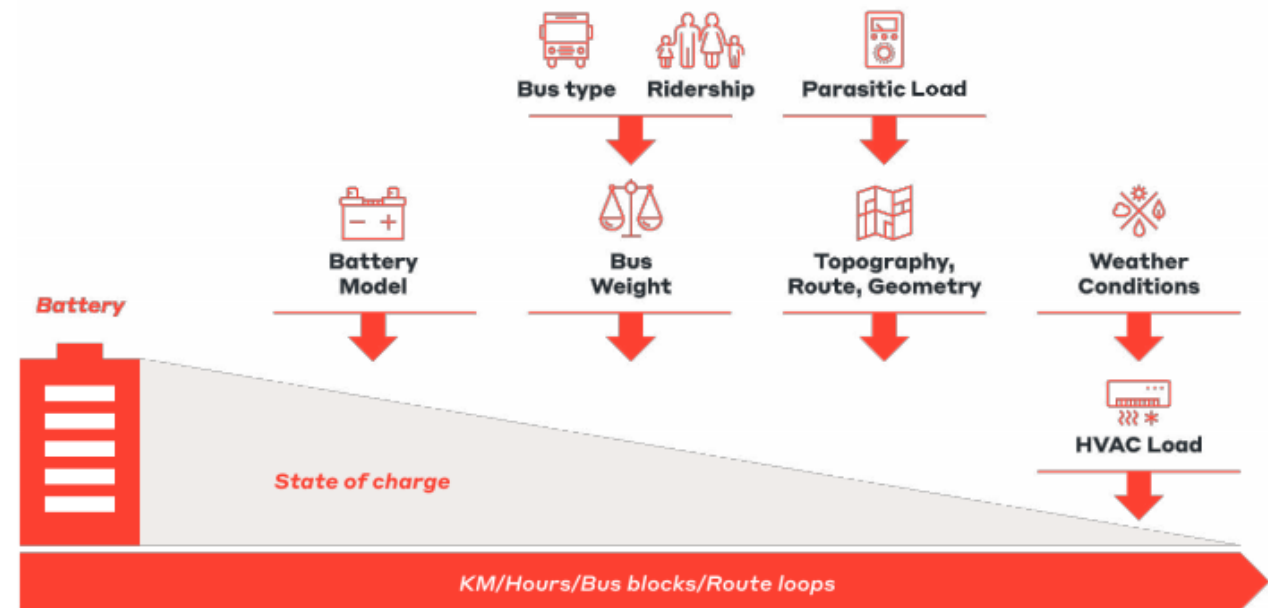 Bus type
Ridership
Parasitic Load
Battery
Model
Bus
Weight
Topography,
Route, Geometry
Weather
Conditions
Battery
HVAC Load
State of charge
KM/Hours/Bus blocks/Route loops